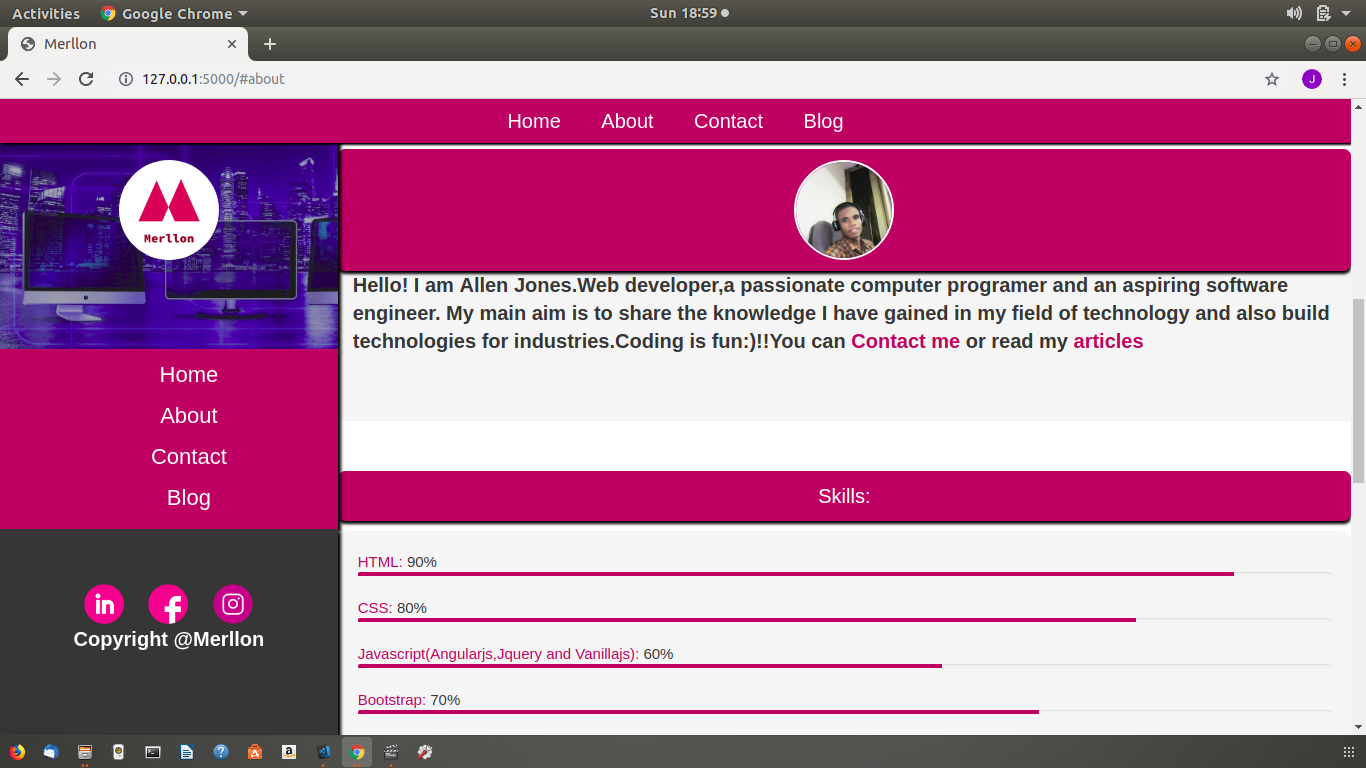 Activities Google Chrome Sun 18:59
Merllon
127.0.0.1:5000/#about J
Home About Contact Blog
Merllon
Hello! I am Allen Jones.Web developer,a passionate computer programer and an aspiring software
engineer. My main aim is to share the knowledge I have gained in my field of technology and also build
technologies for industries.Coding is fun:)!!You can Contact me or read my articles
Home
About
Contact
Blog
Skills:
HTML: 90%
CSS: 80%
Javascript(Angularjs,Jquery and Vanillajs): 60%
Bootstrap: 70%
in f
Copyright @Merllon